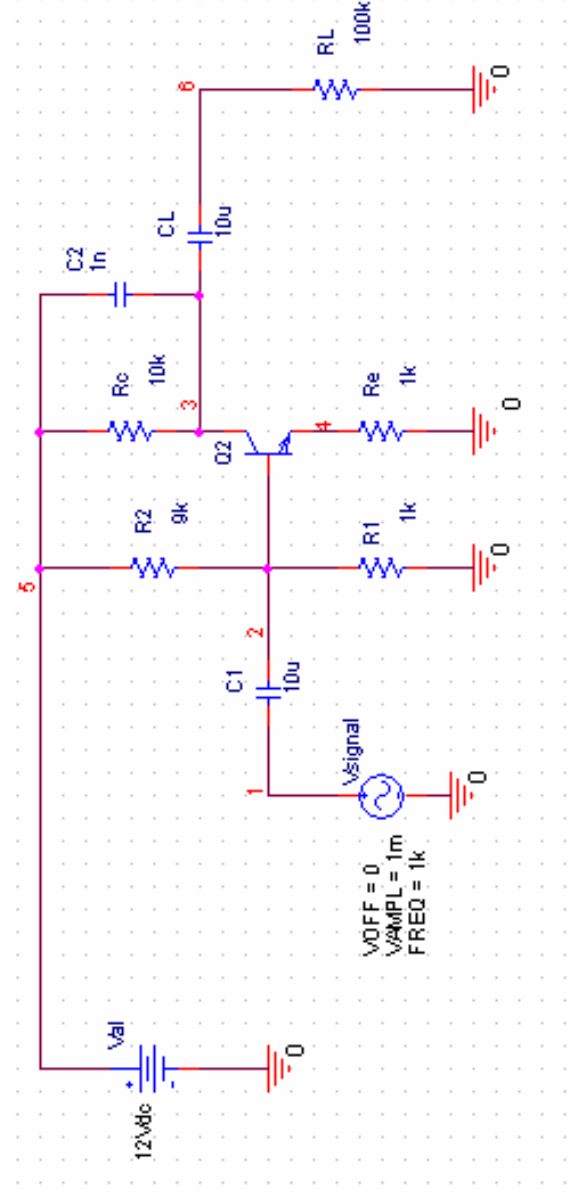 RL
100k
6
0
CL
10u
C2
1n
Rc
10k
3
Q2
4
Re
1k
0
R2
9k
5
R1
1k
0
2
C1
10u
1
Vsignal
VOFF = 0
VAMPL = 1m
FREQ = 1k
0
Val
+
-
12Vdc
0